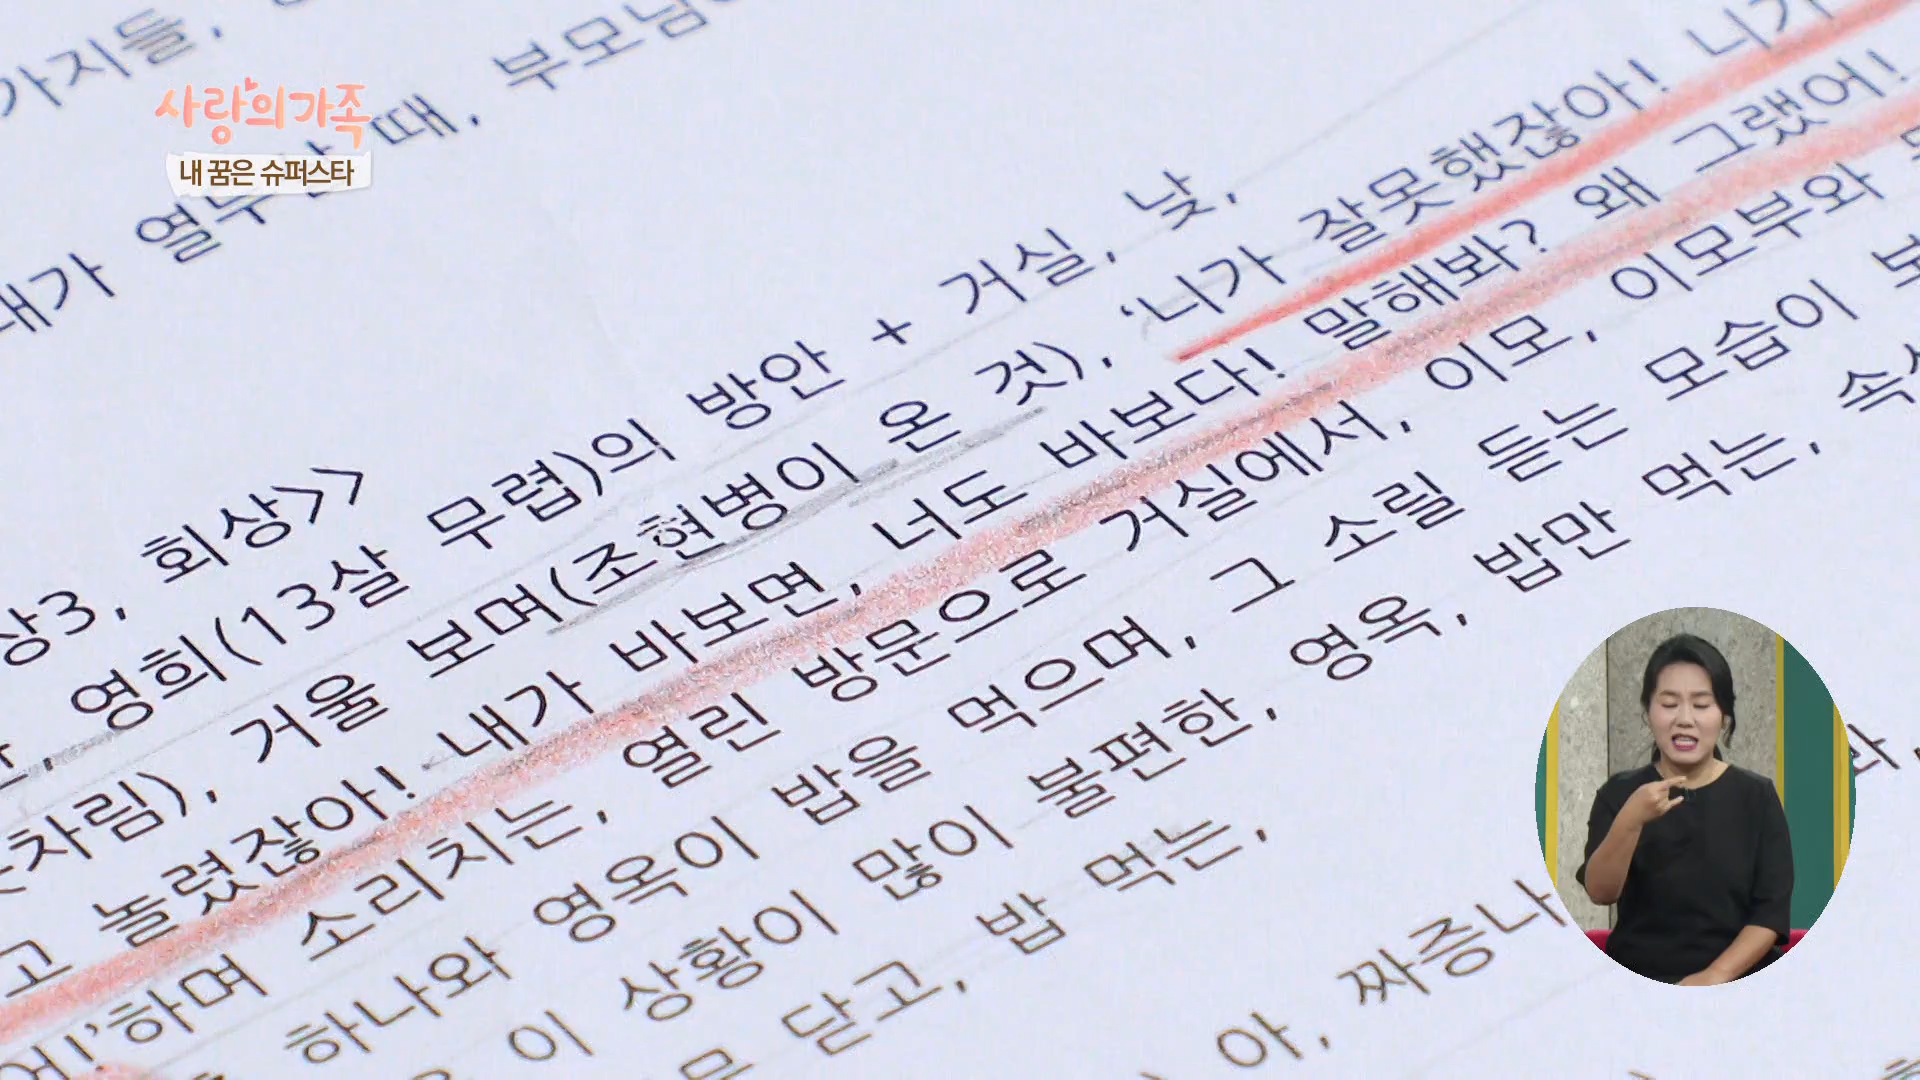 사랑의 가족
내 꿈은 슈퍼스타
가지들,
내가 열두살 때, 부모님
상3, 회상>>
영희(13살 무렵)의 방안 + 거실, 낮,
차림), 거울 보며(조현병이 온 것), '니가 잘못했잖아! 니가
고 놀렸잖아! 내가 바보면, 너도 바보다! 말해봐? 왜 그랬어!
어!'하며 소리치는, 열린 방문으로 거실에서, 이모, 이모부와
하나와 영옥이 밥을 먹으며, 그 소릴 듣는 모습이
이 상황이 많이 불편한, 영옥, 밥만 먹는,
닫고, 밥 먹는,
아, 짜증나